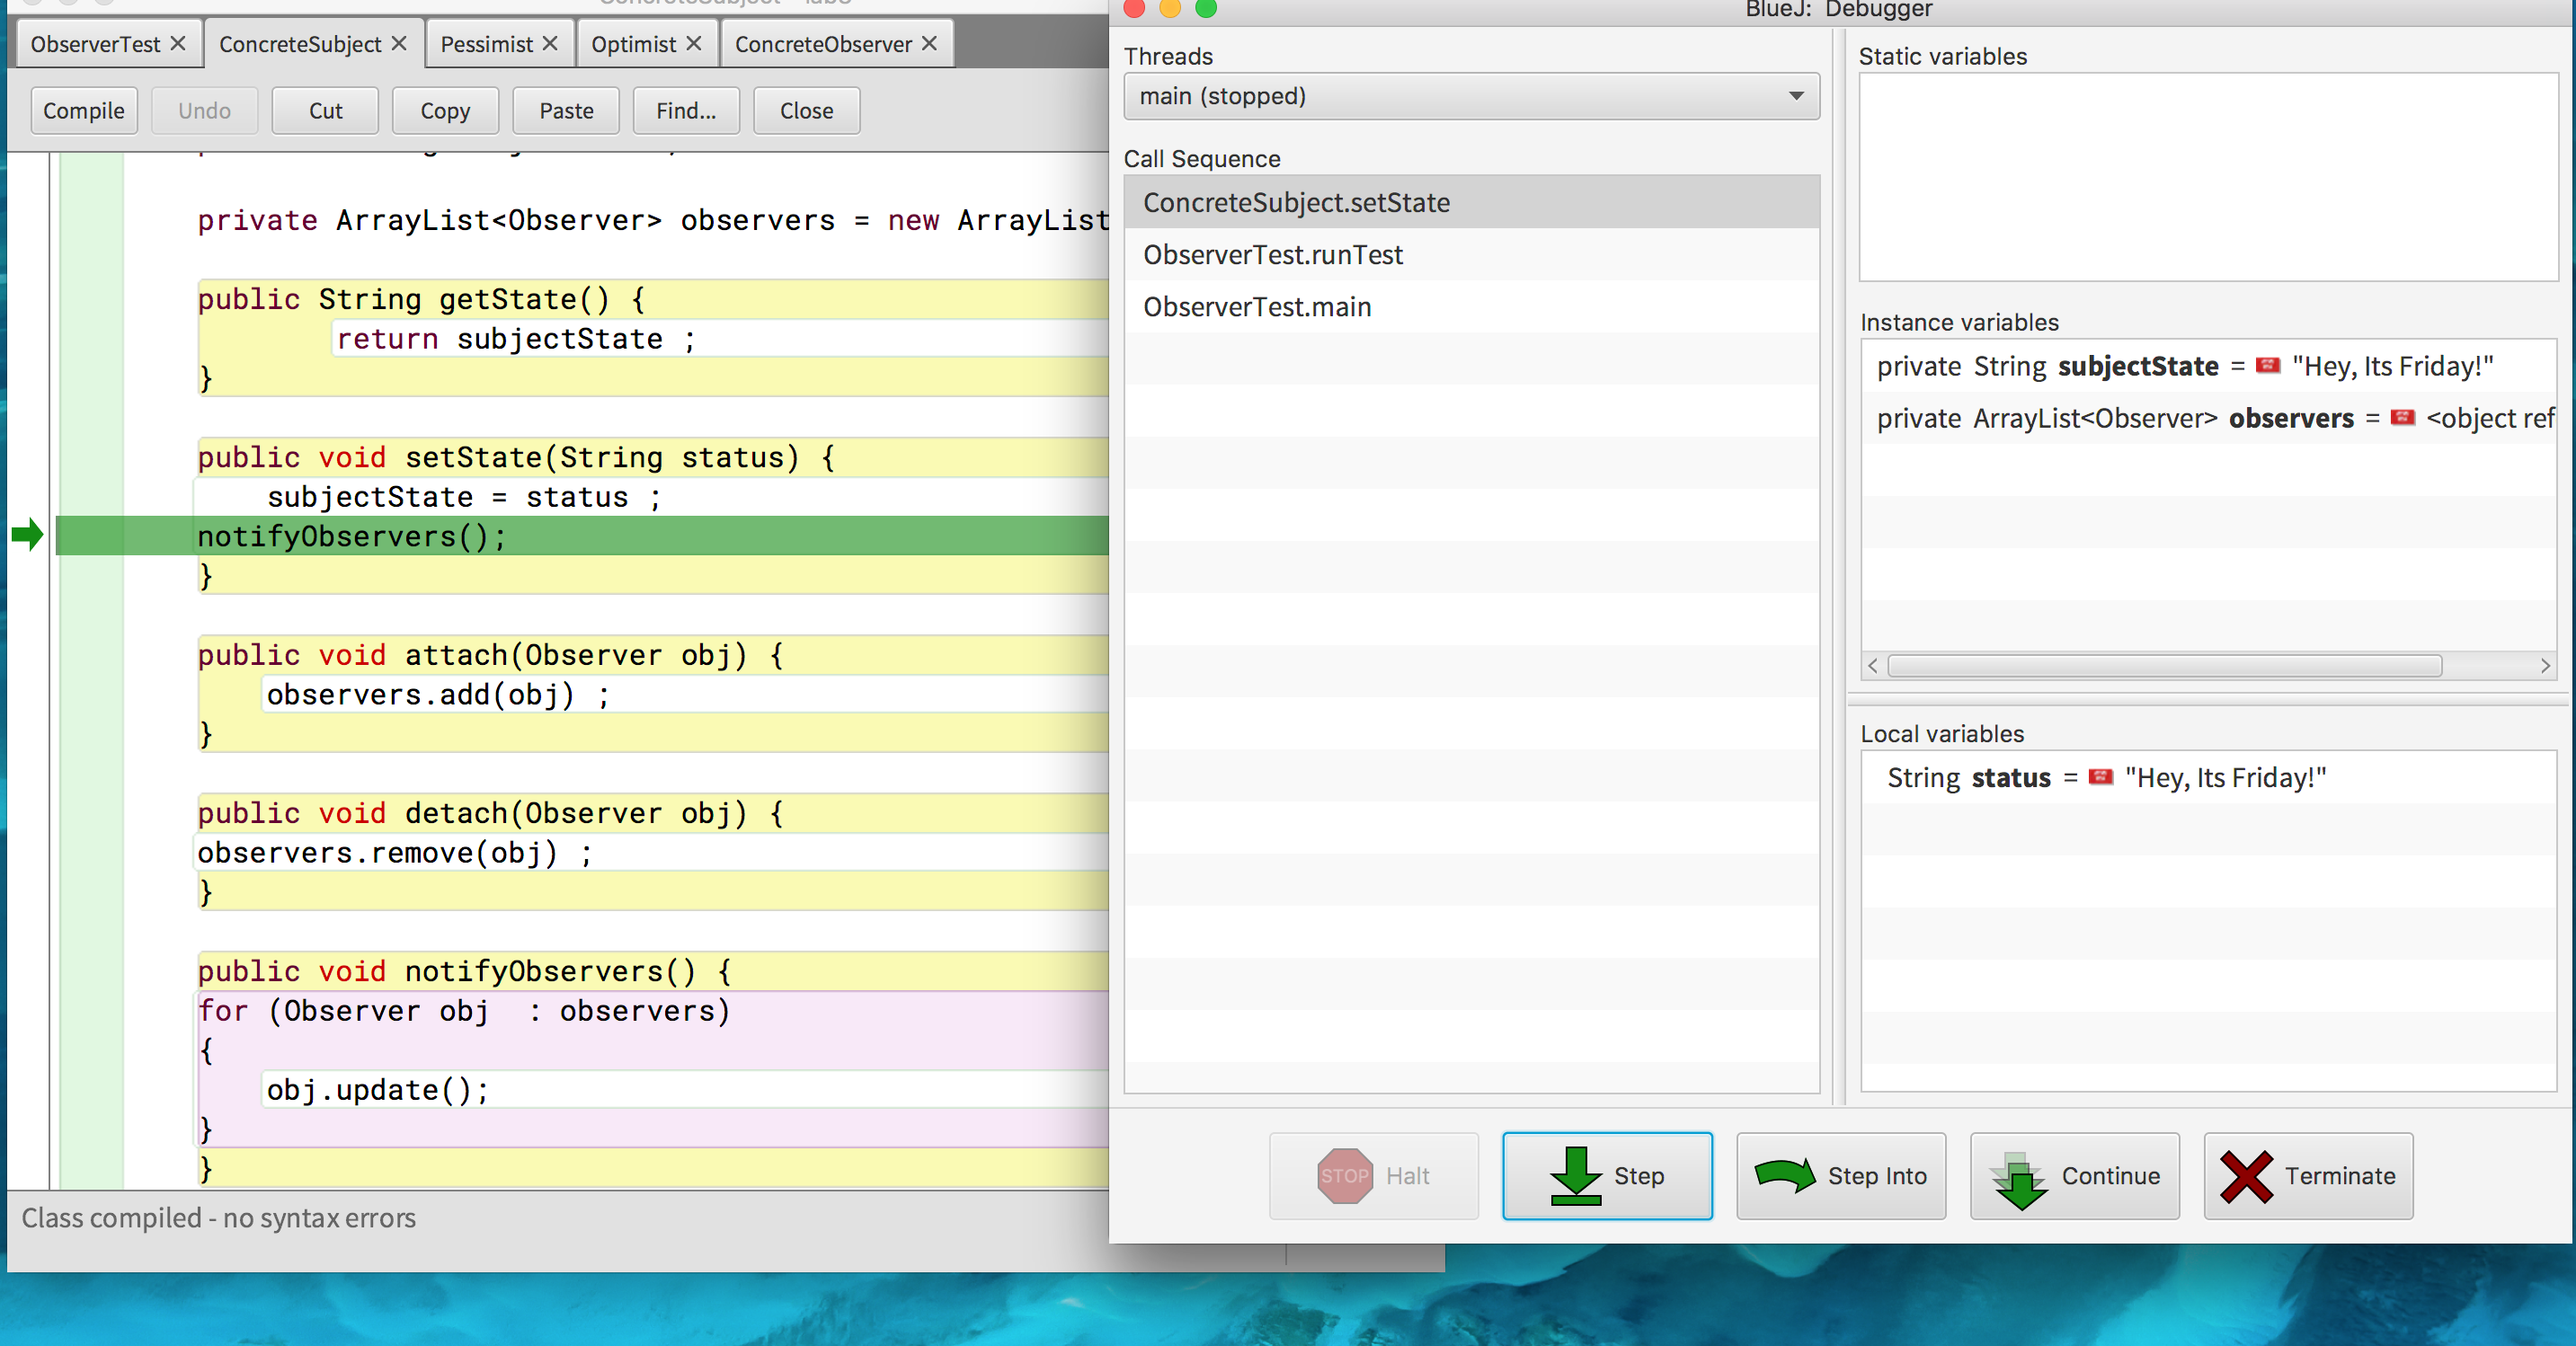 ObserverTest ConcreteSubject Pessimist Optimist ConcreteObserver
Compile Undo Cut Copy Paste Find... Close
private ArrayList<Observer> observers = new ArrayList
public String getState() {
return subjectState ;
}
public void setState(String status) {
subjectState = status ;
notifyObservers();
}
public void attach(Observer obj) {
observers.add(obj) ;
}
public void detach(Observer obj) {
observers.remove(obj) ;
}
public void notifyObservers() {
for (Observer obj  : observers)
{
obj.update();
}
}
Class compiled - no syntax errors
BlueJ: Debugger
Threads
main (stopped)
Call Sequence
ConcreteSubject.setState
ObserverTest.runTest
ObserverTest.main
Static variables
Instance variables
private String subjectState = "Hey, Its Friday!"
private ArrayList<Observer> observers = <object ref
Local variables
String status = "Hey, Its Friday!"
STOP Halt Step Step Into Continue Terminate